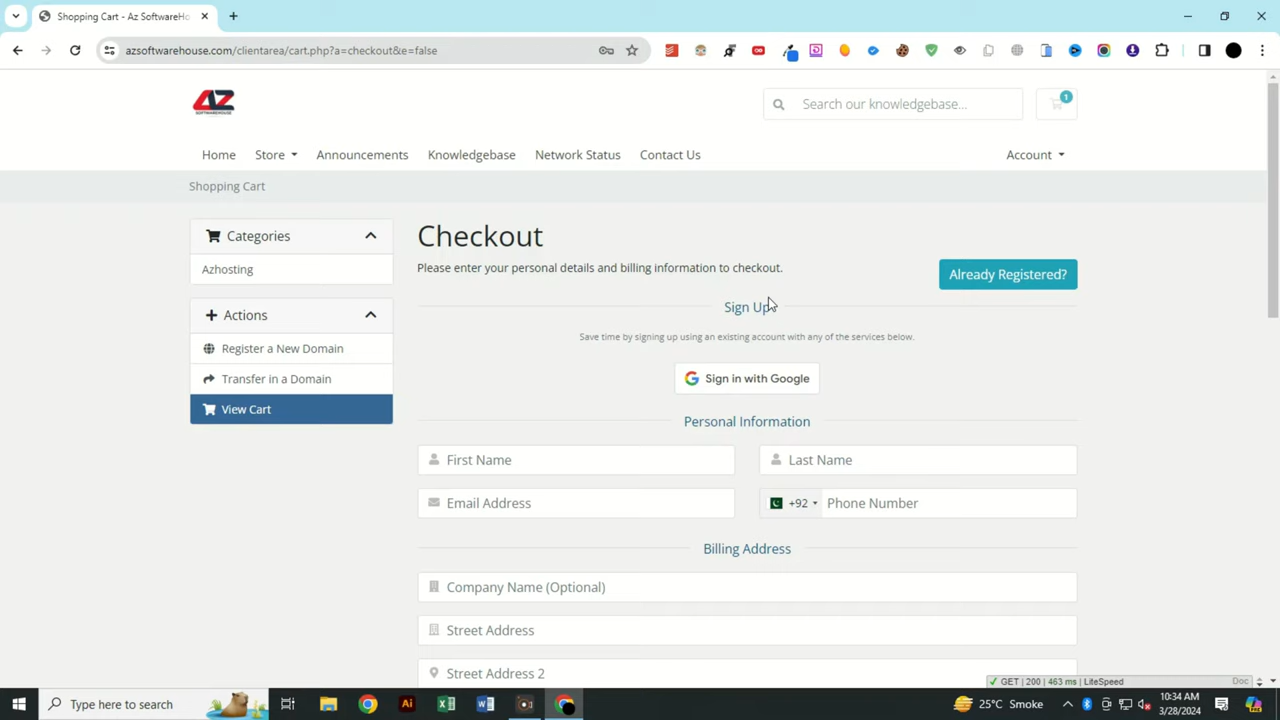 Shopping Cart - Az SoftwareHo
azsoftwarehouse.com/clientarea/cart.php?a=checkout&e=false
AZ
SOFTWAREHOUSE
Search our knowledgebase...
1
Home
Store
Announcements
Knowledgebase
Network Status
Contact Us
Account
Shopping Cart
Categories
Azhosting
Actions
Register a New Domain
Transfer in a Domain
View Cart
Checkout
Please enter your personal details and billing information to checkout.
Already Registered?
Sign Up
Save time by signing up using an existing account with any of the services below.
Sign in with Google
Personal Information
First Name
Last Name
Email Address
+92
Phone Number
Billing Address
Company Name (Optional)
Street Address
Street Address 2
GET | 200 | 463 ms | LiteSpeed
Doc
Type here to search
25°C Smoke
10:34 AM
3/28/2024